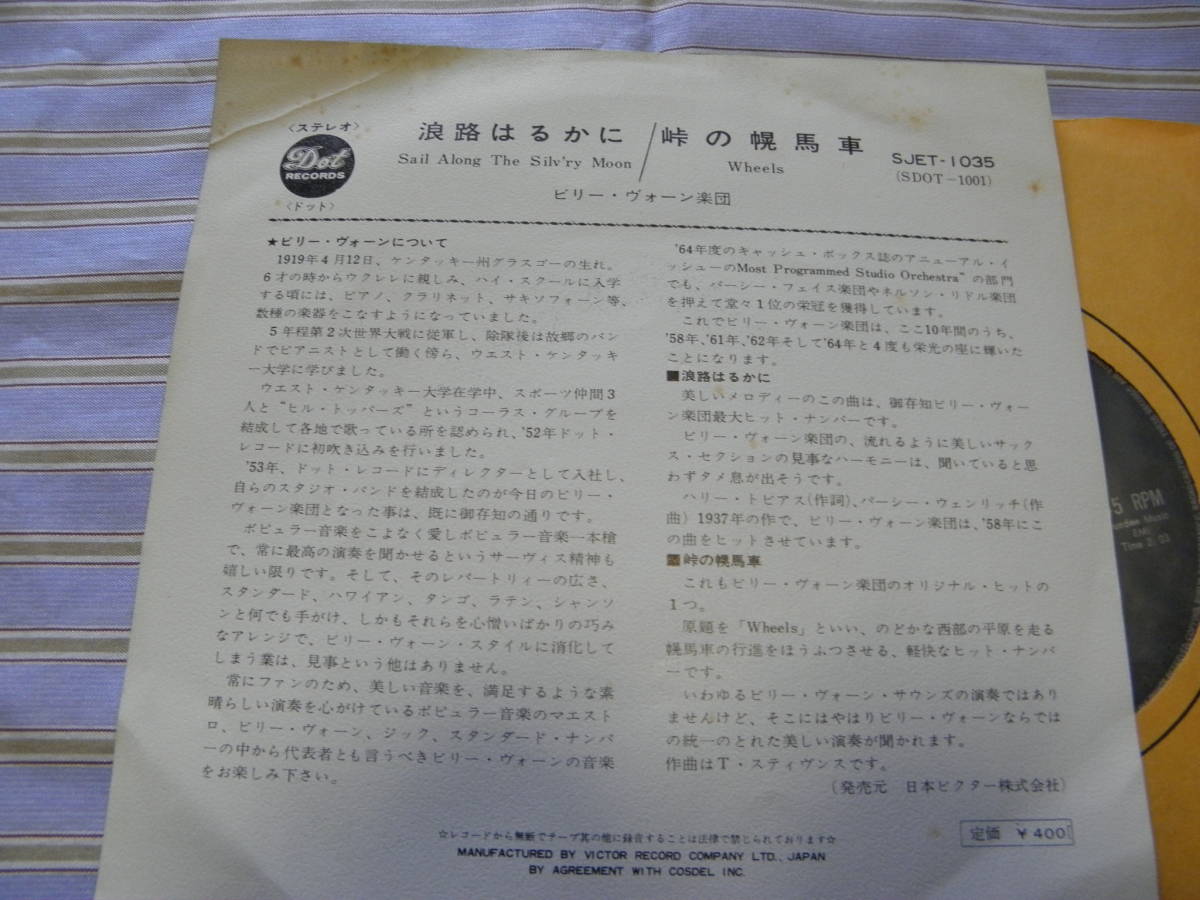 〈ステレオ〉
Dot
RECORDS
〈ドット〉
浪路はるかに/峠の幌馬車
Sail Along The Silv'ry Moon
Wheels
ビリー・ヴォーン楽団
SJET-1035
(SDOT-1001)
★ビリー・ヴォーンについて
1919年4月12日、ケンタッキー州グラスゴーの生れ。
6才の時からウクレレに親しみ、ハイ・スクールに入学
する頃には、ピアノ、クラリネット、サキソフォーン等、
数種の楽器をこなすようになっていました。
5年程第2次世界大戦に従軍し、除隊後は故郷のバン
ドでピアニストとして働く傍ら、ウエスト・ケンタッキ
ー大学に学びました。
ウエスト・ケンタッキー大学在学中、スポーツ仲間3
人と“ヒル・トッパーズ”というコーラス・グループを
結成して各地で歌っている所を認められ、'52年ドット・
レコードに初吹き込みを行いました。
'53年、ドット・レコードにディレクターとして入社し、
自らのスタジオ・バンドを結成したのが今日のビリー・
ヴォーン楽団となった事は、既に御存知の通りです。
ポピュラー音楽をこよなく愛しポピュラー音楽一本槍
で、常に最高の演奏を聞かせるというサーヴィス精神も
嬉しい限りです。そして、そのレパートリィーの広さ、
スタンダード、ハワイアン、タンゴ、ラテン、シャンソ
ンと何でも手がけ、しかもそれらを心憎いばかりの巧み
なアレンジで、ビリー・ヴォーン・スタイルに消化して
しまう業は、見事という他はありません。
常にファンのため、美しい音楽を、満足するような素
晴らしい演奏を心がけているポピュラー音楽のマエスト
ロ、ビリー・ヴォーン、ジック、スタンダード・ナンバ
ーの中から代表者とも言うべきビリー・ヴォーンの音楽
をお楽しみ下さい。
'64年度のキャッシュ・ボックス誌のアニューアル・イ
ッシューのMost Programmed Studio Orchestra”の部門
でも、パーシー・フェイス楽団やネルソン・リドル楽団
を押えて堂々1位の栄冠を獲得しています。
これでビリー・ヴォーン楽団は、ここ10年間のうち、
'58年、'61年、'62年そして'64年と4度も栄光の座に輝いた
ことになります。
■浪路はるかに
美しいメロディーのこの曲は、御存知ビリー・ヴォー
ン楽団最大ヒット・ナンバーです。
ビリー・ヴォーン楽団の、流れるように美しいサック
ス・セクションの見事なハーモニーは、聞いていると思
わずタメ息が出そうです。
ハリー・トビアス(作詞)、パーシー・ウェンリッチ(作
曲)1937年の作で、ビリー・ヴォーン楽団は、'58年にこ
の曲をヒットさせています。
■峠の幌馬車
これもビリー・ヴォーン楽団のオリジナル・ヒットの
1つ。
原題を「Wheels」といい、のどかな西部の平原を走る
幌馬車の行進をほうふつさせる、軽快なヒット・ナンバ
ーです。
いわゆるビリー・ヴォーン・サウンズの演奏ではあり
ませんけど、そこにはやはりビリー・ヴォーンならでは
の統一のとれた美しい演奏が聞かれます。
作曲はT・スティヴンスです。
(発売元 日本ビクター株式会社)
☆レコードから無断でテープ其の他に録音することは法律で禁じられております☆
定価 ¥400
MANUFACTURED BY VICTOR RECORD COMPANY LTD., JAPAN
BY AGREEMENT WITH COSDEL INC.
5 RPM
Music
Time 2:03